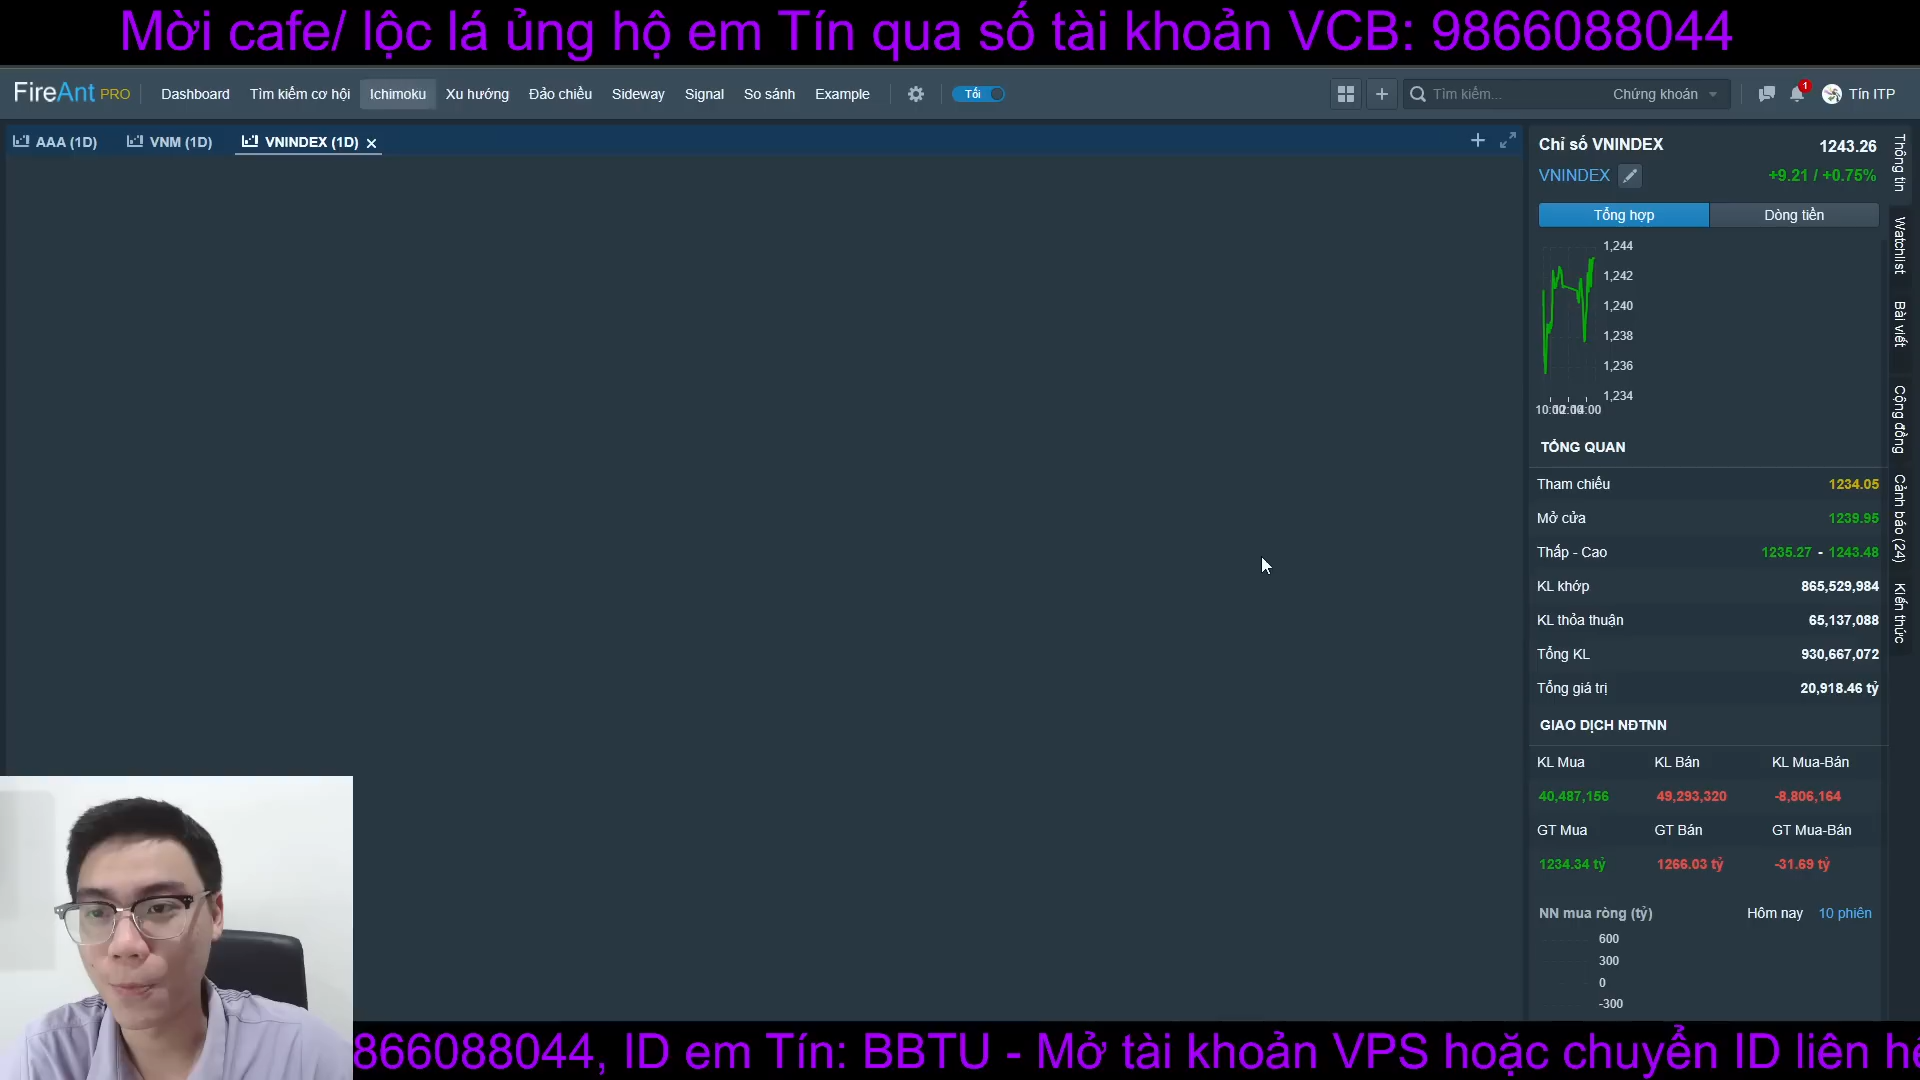 Mời cafe/ lộc lá ủng hộ em Tín qua số tài khoản VCB: 9866088044
FireAnt PRO
Dashboard
Tìm kiếm cơ hội
Ichimoku
Xu hướng
Đảo chiều
Sideway
Signal
So sánh
Example
Tối
Tìm kiếm...
Chứng khoán
1
Tín ITP
AAA (1D)
VNM (1D)
VNINDEX (1D)
Chỉ số VNINDEX
1243.26
VNINDEX
+9.21 / +0.75%
Tổng hợp
Dòng tiền
1,244
1,242
1,240
1,238
1,236
1,234
TỔNG QUAN
Tham chiếu 1234.05
Mở cửa 1239.95
Thấp - Cao 1235.27 - 1243.48
KL khớp 865,529,984
KL thỏa thuận 65,137,088
Tổng KL 930,667,072
Tổng giá trị 20,918.46 tỷ
GIAO DỊCH NĐTNN
KL Mua KL Bán KL Mua-Bán
40,487,156 49,293,320 -8,806,164
GT Mua GT Bán GT Mua-Bán
1234.34 tỷ 1266.03 tỷ -31.69 tỷ
NN mua ròng (tỷ) Hôm nay 10 phiên
600
300
0
-300
Thông tin
Watchlist
Bài viết
Cộng đồng
Cảnh báo (24)
Kiến thức
866088044, ID em Tín: BBTU - Mở tài khoản VPS hoặc chuyển ID liên